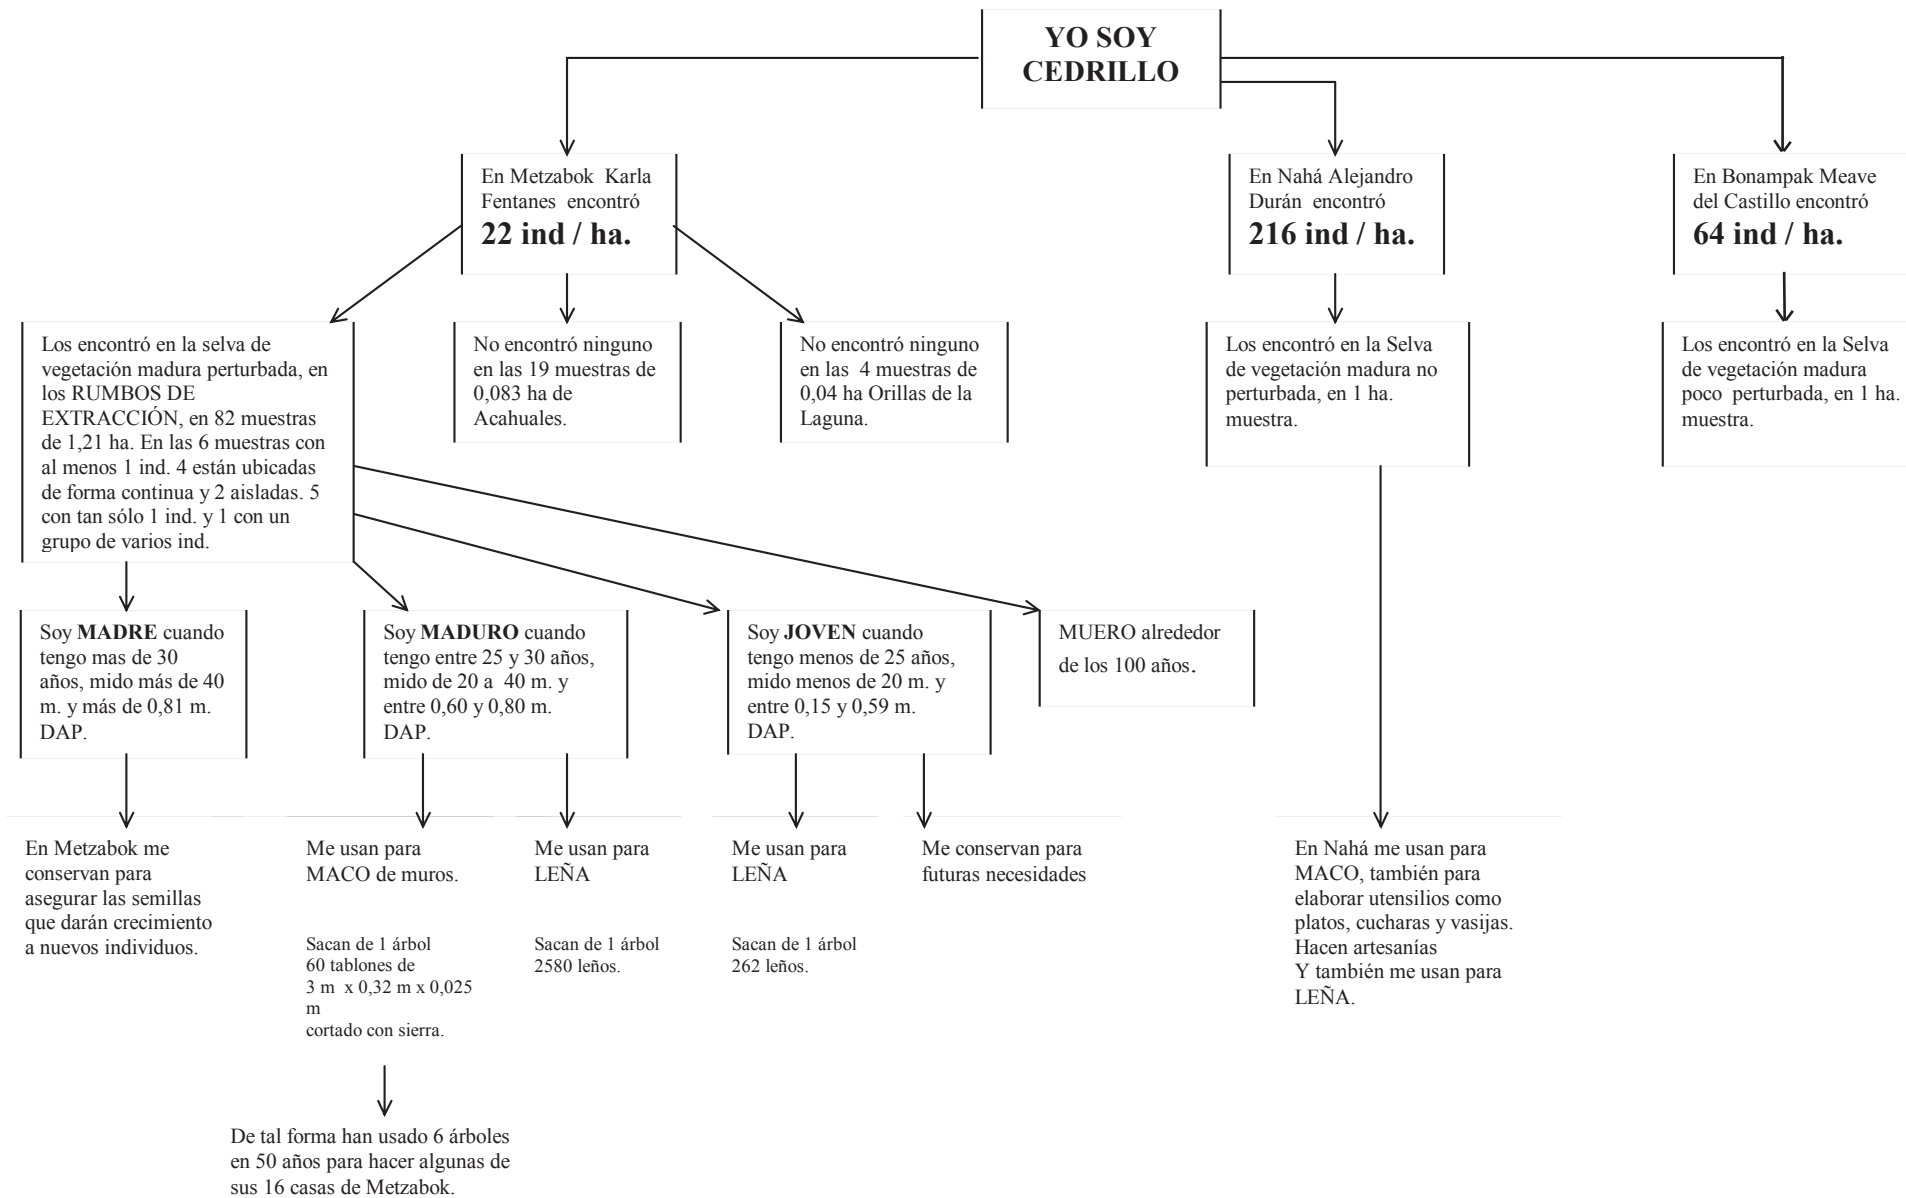 YO SOY
CEDRILLO
En Metzabok Karla
Fentanes encontró
22 ind / ha.
En Nahá Alejandro
Durán encontró
216 ind / ha.
En Bonampak Meave
del Castillo encontró
64 ind / ha.
Los encontró en la selva de
vegetación madura perturbada, en
los RUMBOS DE
EXTRACCIÓN, en 82 muestras
de 1,21 ha. En las 6 muestras con
al menos 1 ind. 4 están ubicadas
de forma continua y 2 aisladas. 5
con tan sólo 1 ind. y 1 con un
grupo de varios ind.
No encontró ninguno
en las 19 muestras de
0,083 ha de
Acahuales.
No encontró ninguno
en las 4 muestras de
0,04 ha Orillas de la
Laguna.
Los encontró en la Selva
de vegetación madura no
perturbada, en 1 ha.
muestra.
Los encontró en la Selva
de vegetación madura
poco perturbada, en 1 ha.
muestra.
Soy MADRE cuando
tengo mas de 30
años, mido más de 40
m. y más de 0,81 m.
DAP.
Soy MADURO cuando
tengo entre 25 y 30 años,
mido de 20 a 40 m. y
entre 0,60 y 0,80 m.
DAP.
Soy JOVEN cuando
tengo menos de 25 años,
mido menos de 20 m. y
entre 0,15 y 0,59 m.
DAP.
MUERO alrededor
de los 100 años.
En Metzabok me
conservan para
asegurar las semillas
que darán crecimiento
a nuevos individuos.
Me usan para
MACO de muros.
Sacan de 1 árbol
60 tablones de
3 m x 0,32 m x 0,025
m
cortado con sierra.
Me usan para
LEÑA
Sacan de 1 árbol
2580 leños.
Me usan para
LEÑA
Sacan de 1 árbol
262 leños.
Me conservan para
futuras necesidades
En Nahá me usan para
MACO, también para
elaborar utensilios como
platos, cucharas y vasijas.
Hacen artesanías
Y también me usan para
LEÑA.
De tal forma han usado 6 árboles
en 50 años para hacer algunas de
sus 16 casas de Metzabok.